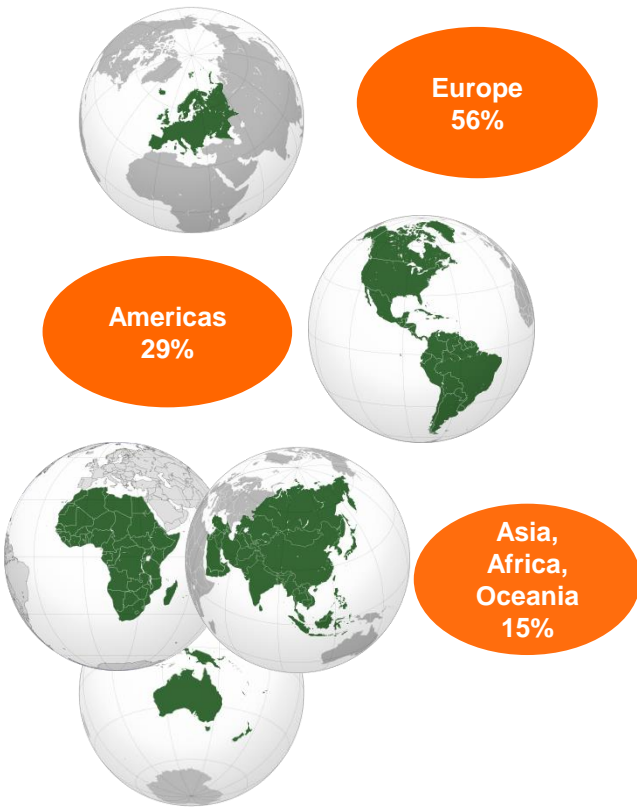 Europe
56%
Americas
29%
Asia,
Africa,
Oceania
15%